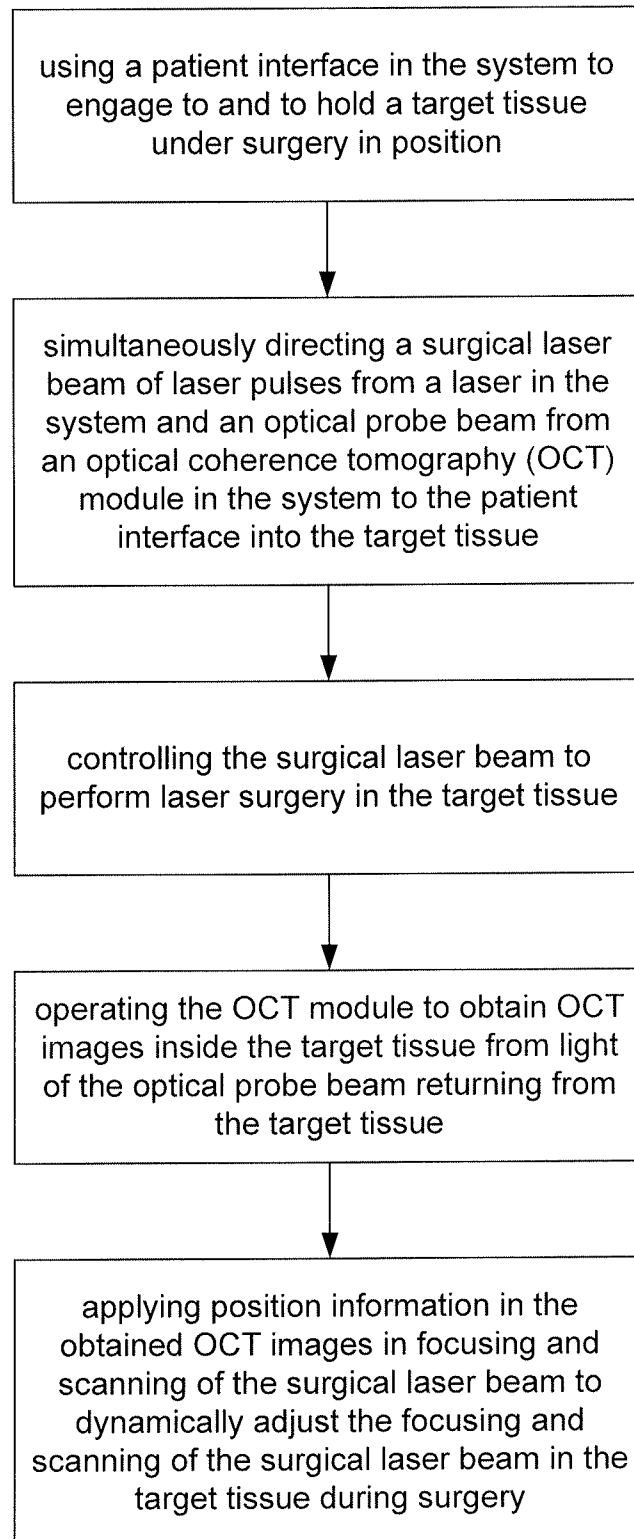 using a patient interface in the system to
engage to and to hold a target tissue
under surgery in position
simultaneously directing a surgical laser
beam of laser pulses from a laser in the
system and an optical probe beam from
an optical coherence tomography (OCT)
module in the system to the patient
interface into the target tissue
controlling the surgical laser beam to
perform laser surgery in the target tissue
operating the OCT module to obtain OCT
images inside the target tissue from light
of the optical probe beam returning from
the target tissue
applying position information in the
obtained OCT images in focusing and
scanning of the surgical laser beam to
dynamically adjust the focusing and
scanning of the surgical laser beam in the
target tissue during surgery